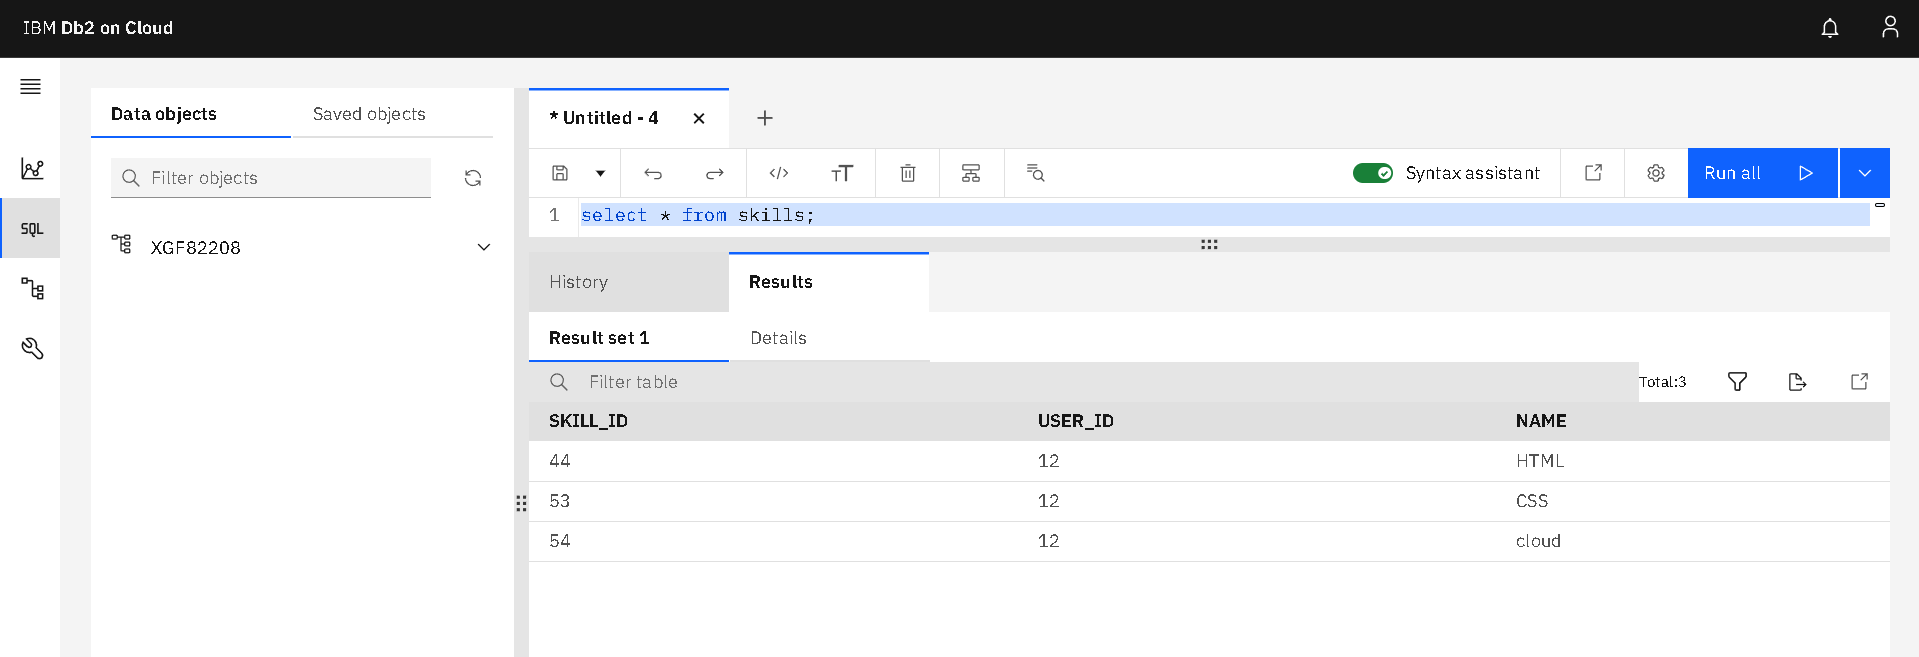 IBM Db2 on Cloud
Data objects
Saved objects
Filter objects
SQL
XGF82208
* Untitled - 4
Syntax assistant
Run all
1 select * from skills;
History
Results
Result set 1
Details
Filter table
Total:3
SKILL_ID USER_ID NAME
44 12 HTML
53 12 CSS
54 12 cloud